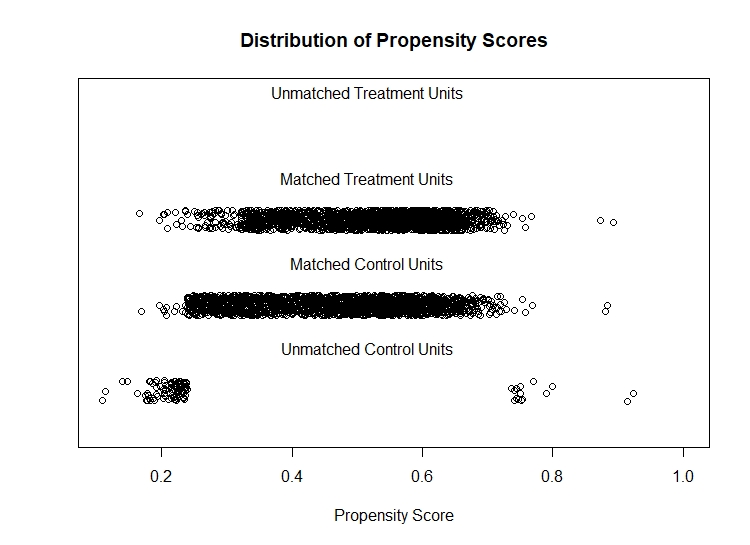 Distribution of Propensity Scores
Unmatched Treatment Units
Matched Treatment Units
Matched Control Units
Unmatched Control Units
0.2 0.4 0.6 0.8 1.0
Propensity Score